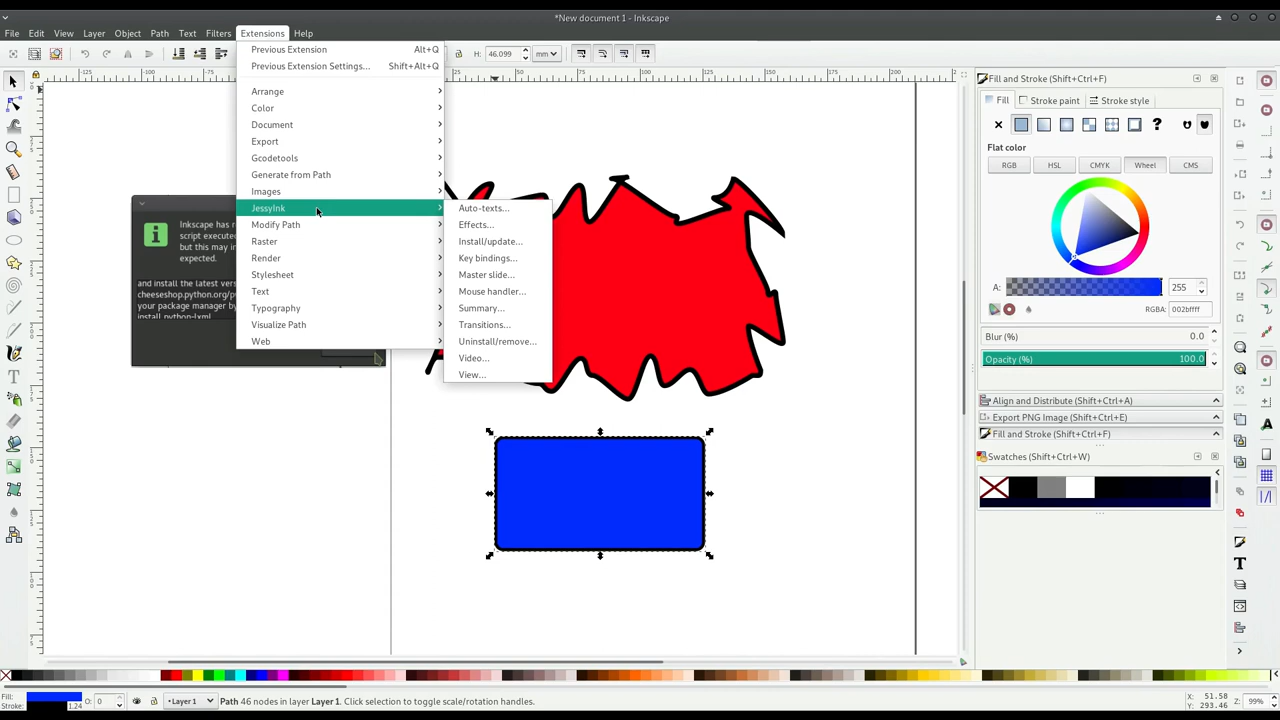 *New document 1 - Inkscape
File Edit View Layer Object Path Text Filters Extensions Help
H: 46.099 mm
Previous Extension Alt+Q
Previous Extension Settings... Shift+Alt+Q
Arrange
Color
Document
Export
Gcodetools
Generate from Path
Images
JessyInk
Modify Path
Raster
Render
Stylesheet
Text
Typography
Visualize Path
Web
Auto-texts...
Effects...
Install/update...
Key bindings...
Master slide...
Mouse handler...
Summary...
Transitions...
Uninstall/remove...
Video...
View...
Inkscape has r
script executed
but this may in
expected.
and install the latest vers
cheeseshop.python.org/p
your package manager by
install python-lxml
Fill and Stroke (Shift+Ctrl+F)
Fill Stroke paint Stroke style
Flat color
RGB HSL CMYK Wheel CMS
A: 255
RGBA: 002bffff
Blur (%) 0.0
Opacity (%) 100.0
Align and Distribute (Shift+Ctrl+A)
Export PNG Image (Shift+Ctrl+E)
Fill and Stroke (Shift+Ctrl+F)
Swatches (Shift+Ctrl+W)
Fill:
Stroke: 1.24
O: 0
•Layer 1
Path 46 nodes in layer Layer 1. Click selection to toggle scale/rotation handles.
X: 51.58
Y: 293.46
Z: 99%